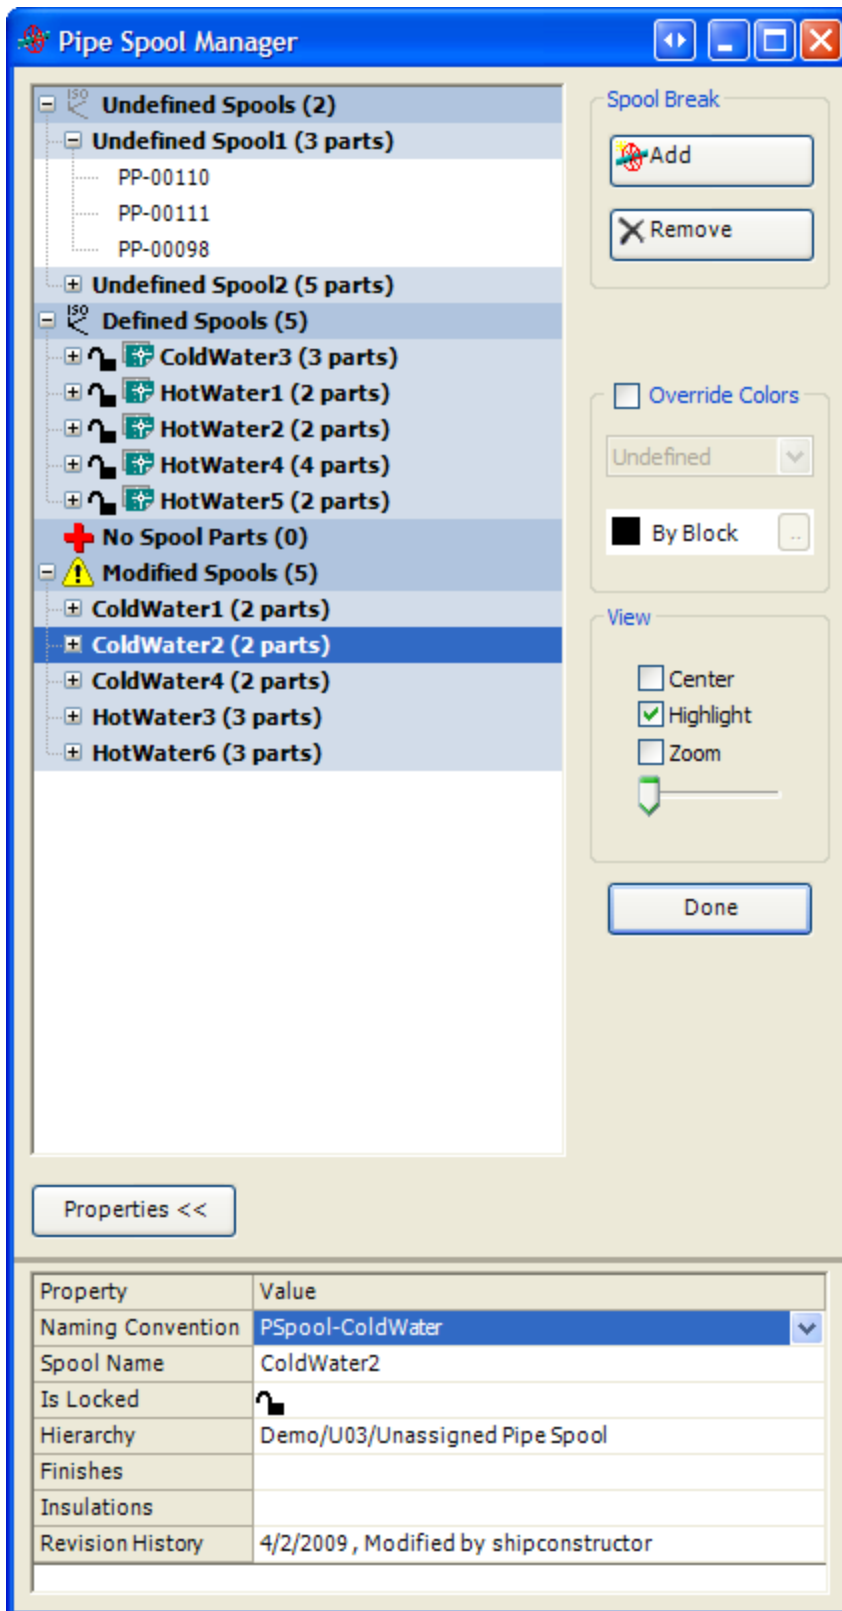 Pipe Spool Manager
ISO Undefined Spools (2)
Undefined Spool1 (3 parts)
PP-00110
PP-00111
PP-00098
Undefined Spool2 (5 parts)
ISO Defined Spools (5)
ColdWater3 (3 parts)
HotWater1 (2 parts)
HotWater2 (2 parts)
HotWater4 (4 parts)
HotWater5 (2 parts)
No Spool Parts (0)
Modified Spools (5)
ColdWater1 (2 parts)
ColdWater2 (2 parts)
ColdWater4 (2 parts)
HotWater3 (3 parts)
HotWater6 (3 parts)
Spool Break
Add
Remove
Override Colors
Undefined
By Block ..
View
Center
Highlight
Zoom
Done
Properties <<
Property Value
Naming Convention PSpool-ColdWater
Spool Name ColdWater2
Is Locked
Hierarchy Demo/U03/Unassigned Pipe Spool
Finishes
Insulations
Revision History 4/2/2009 , Modified by shipconstructor